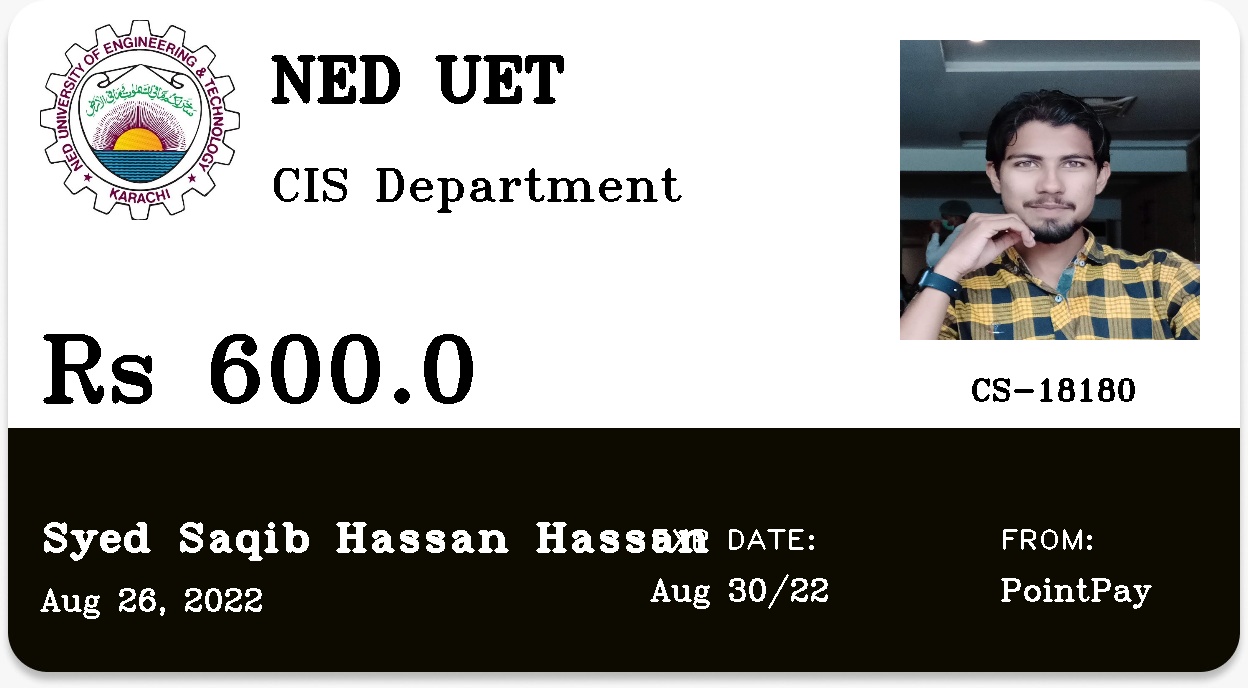 NED UNIVERSITY OF ENGINEERING & TECHNOLOGY
KARACHI
NED UET
CIS Department
Rs 600.0
CS-18180
Syed Saqib Hassan Hassan
DATE:
FROM:
Aug 26, 2022
Aug 30/22
PointPay